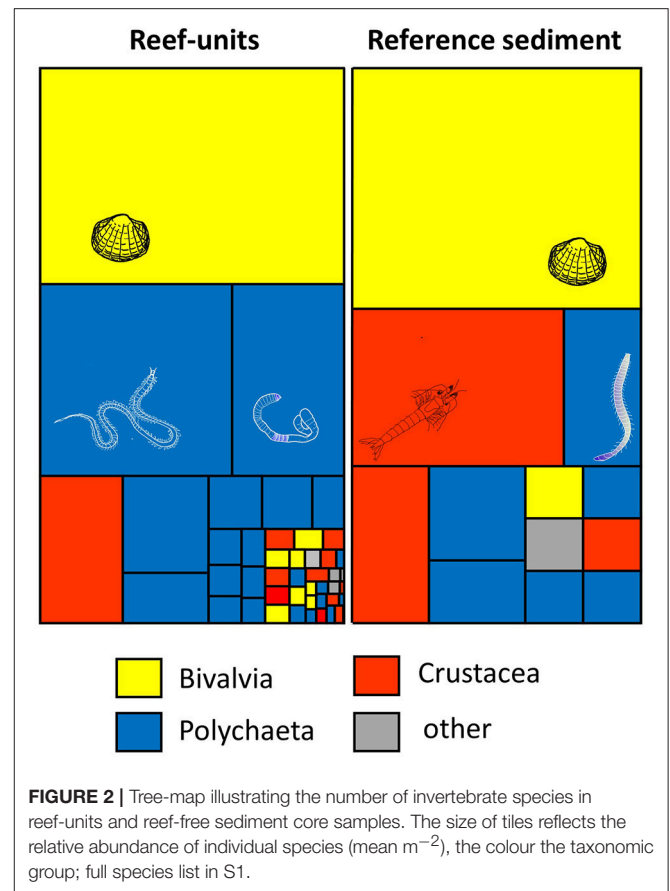 Reef-units Reference sediment
Bivalvia Crustacea
Polychaeta other
FIGURE 2 | Tree-map illustrating the number of invertebrate species in
reef-units and reef-free sediment core samples. The size of tiles reflects the
relative abundance of individual species (mean m⁻²), the colour the taxonomic
group; full species list in S1.